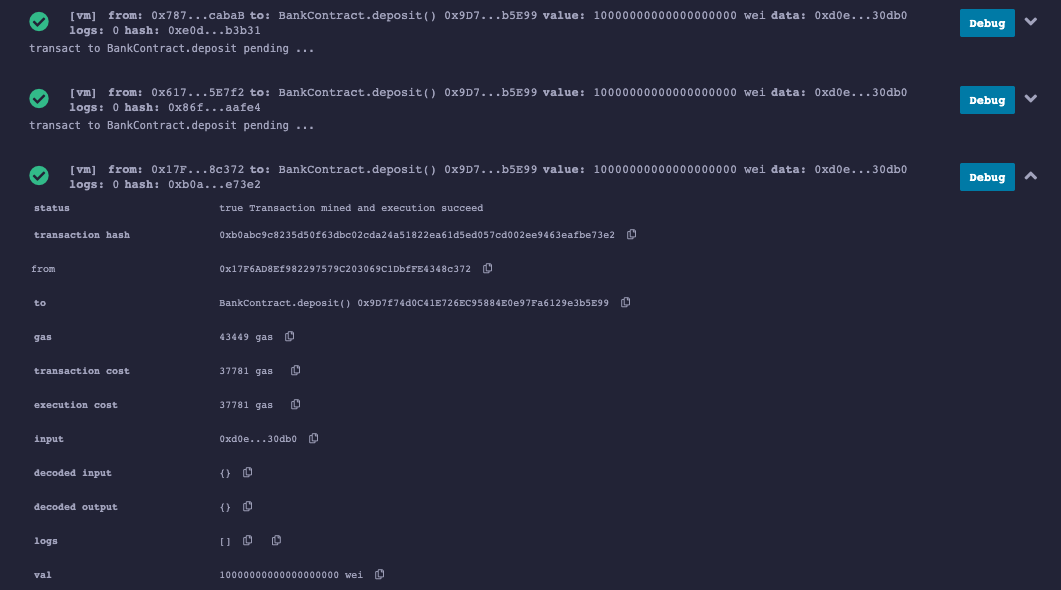 [vm] from: 0x787...cabaB to: BankContract.deposit() 0x9D7...b5E99 value: 10000000000000000000 wei data: 0xd0e...30db0
logs: 0 hash: 0xe0d...b3b31
Debug
transact to BankContract.deposit pending ...
[vm] from: 0x617...5E7f2 to: BankContract.deposit() 0x9D7...b5E99 value: 10000000000000000000 wei data: 0xd0e...30db0
logs: 0 hash: 0x86f...aafe4
Debug
transact to BankContract.deposit pending ...
[vm] from: 0x17F...8c372 to: BankContract.deposit() 0x9D7...b5E99 value: 10000000000000000000 wei data: 0xd0e...30db0
logs: 0 hash: 0xb0a...e73e2
Debug
status true Transaction mined and execution succeed
transaction hash 0xb0abc9c8235d50f63dbc02cda24a51822ea61d5ed057cd002ee9463eafbe73e2
from 0x17F6AD8Ef982297579C203069C1DbfFE4348c372
to BankContract.deposit() 0x9D7f74d0C41E726EC95884E0e97Fa6129e3b5E99
gas 43449 gas
transaction cost 37781 gas
execution cost 37781 gas
input 0xd0e...30db0
decoded input {}
decoded output {}
logs []
val 10000000000000000000 wei